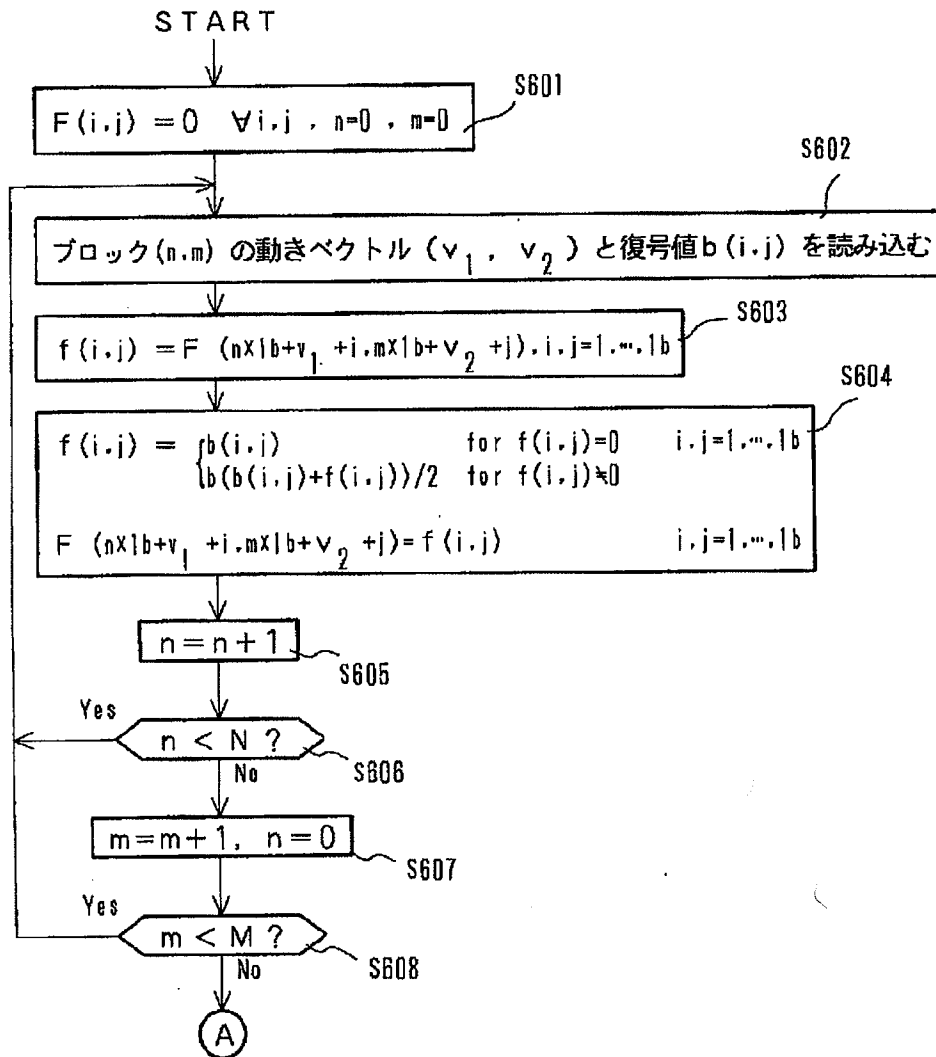 START
S601
F(i,j)=0 ∀i,j, n=0, m=0
S602
ブロック(n,m)の動きベクトル(v₁, v₂)と復号値b(i,j)を読み込む
S603
f(i,j)=F (n×lb+v₁+i,m×lb+v₂+j),i,j=1,…,lb
S604
f(i,j)={b(i,j) for f(i,j)=0 i,j=1,…,lb
b(b(i,j)+f(i,j))/2 for f(i,j)≒0
F (n×lb+v₁+i,m×lb+v₂+j)=f(i,j) i,j=1,…,lb
n=n+1
S605
Yes
n<N?
No
S606
m=m+1, n=0
S607
Yes
m<M?
No
S608
A